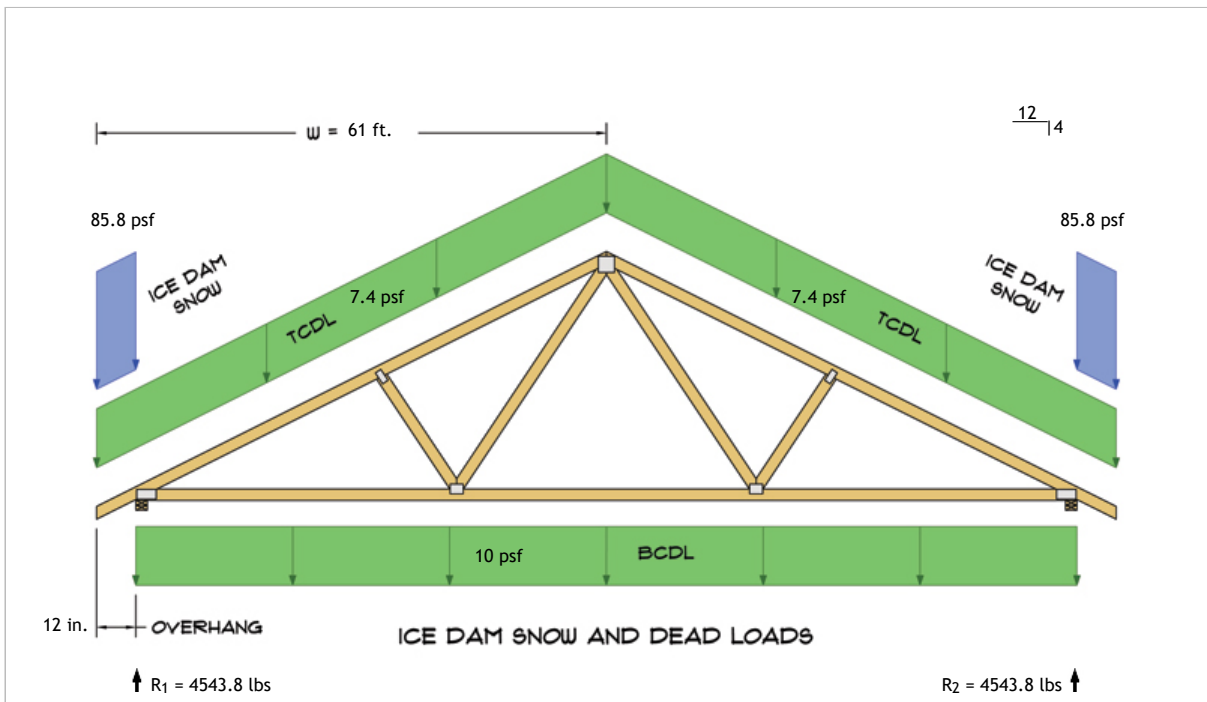 W = 61 ft.
12
4
85.8 psf
85.8 psf
ICE DAM
SNOW
ICE DAM
SNOW
7.4 psf
7.4 psf
TCDL
TCDL
10 psf
BCDL
12 in.
OVERHANG
ICE DAM SNOW AND DEAD LOADS
R1 = 4543.8 lbs
R2 = 4543.8 lbs